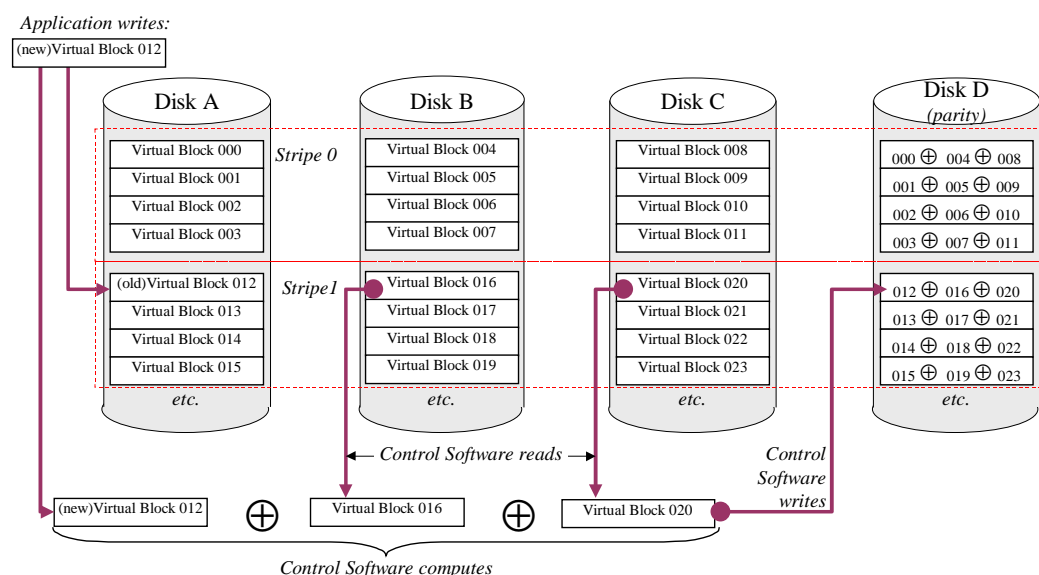 Application writes:
(new)Virtual Block 012
Disk A
Disk B
Disk C
Disk D
(parity)
Stripe 0
Virtual Block 000
Virtual Block 001
Virtual Block 002
Virtual Block 003
Virtual Block 004
Virtual Block 005
Virtual Block 006
Virtual Block 007
Virtual Block 008
Virtual Block 009
Virtual Block 010
Virtual Block 011
000 ⊕ 004 ⊕ 008
001 ⊕ 005 ⊕ 009
002 ⊕ 006 ⊕ 010
003 ⊕ 007 ⊕ 011
Stripe1
(old)Virtual Block 012
Virtual Block 013
Virtual Block 014
Virtual Block 015
Virtual Block 016
Virtual Block 017
Virtual Block 018
Virtual Block 019
Virtual Block 020
Virtual Block 021
Virtual Block 022
Virtual Block 023
012 ⊕ 016 ⊕ 020
013 ⊕ 017 ⊕ 021
014 ⊕ 018 ⊕ 022
015 ⊕ 019 ⊕ 023
etc.
etc.
etc.
etc.
Control Software reads
Control
Software
writes
(new)Virtual Block 012 ⊕ Virtual Block 016 ⊕ Virtual Block 020
Control Software computes